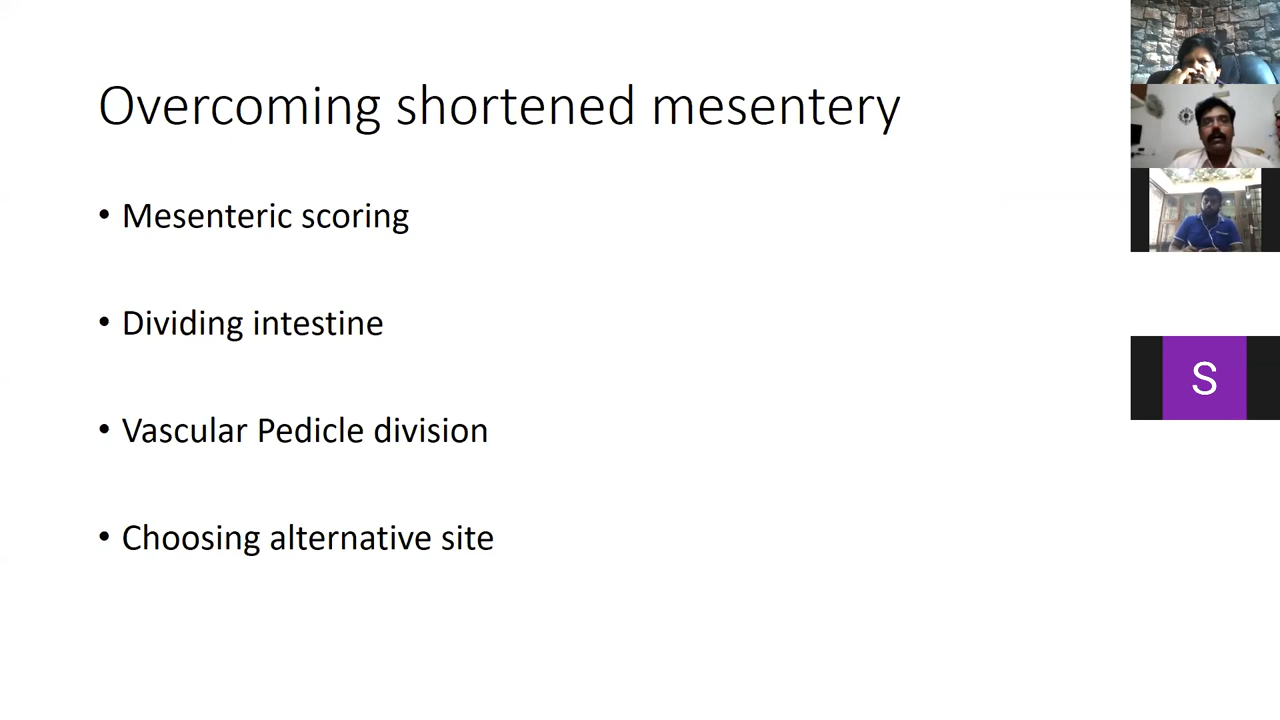 Overcoming shortened mesentery
• Mesenteric scoring
• Dividing intestine
• Vascular Pedicle division
• Choosing alternative site
S